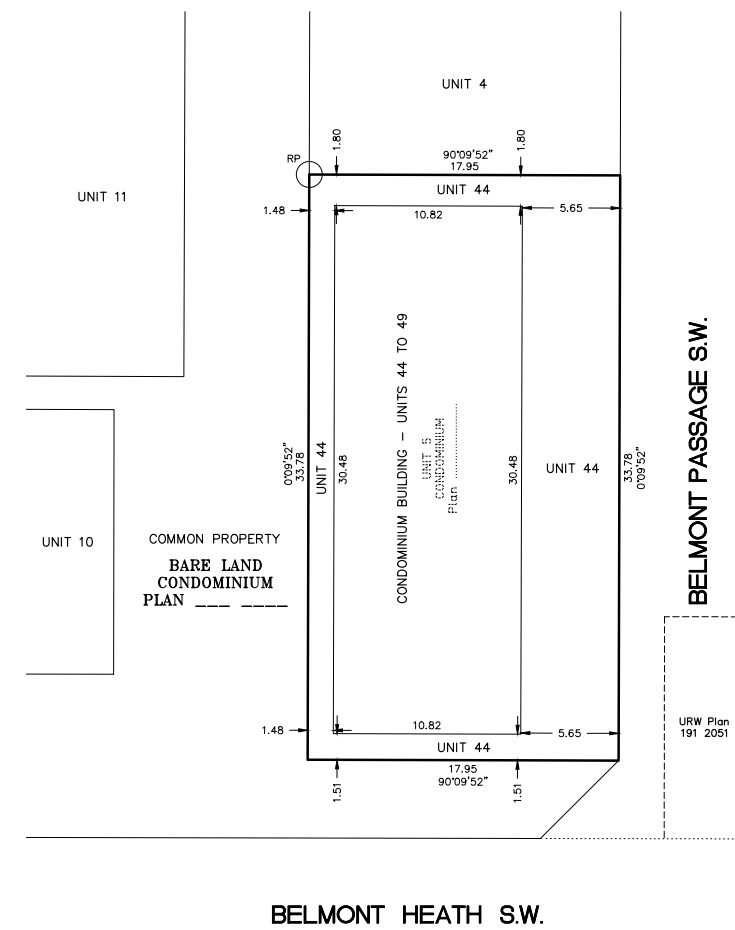 UNIT 4
1.80
1.80
90°09'52"
17.95
RP
UNIT 11
UNIT 44
1.48
10.82
5.65
CONDOMINIUM BUILDING - UNITS 44 TO 49
UNIT 5
CONDOMINIUM
Plan ....................
0°09'52"
33.78
UNIT 44
30.48
30.48
UNIT 44
33.78
0°09'52"
BELMONT PASSAGE S.W.
UNIT 10
COMMON PROPERTY
BARE LAND
CONDOMINIUM
PLAN ___ ____
1.48
10.82
5.65
UNIT 44
17.95
90°09'52"
1.51
1.51
URW Plan
191 2051
BELMONT HEATH S.W.